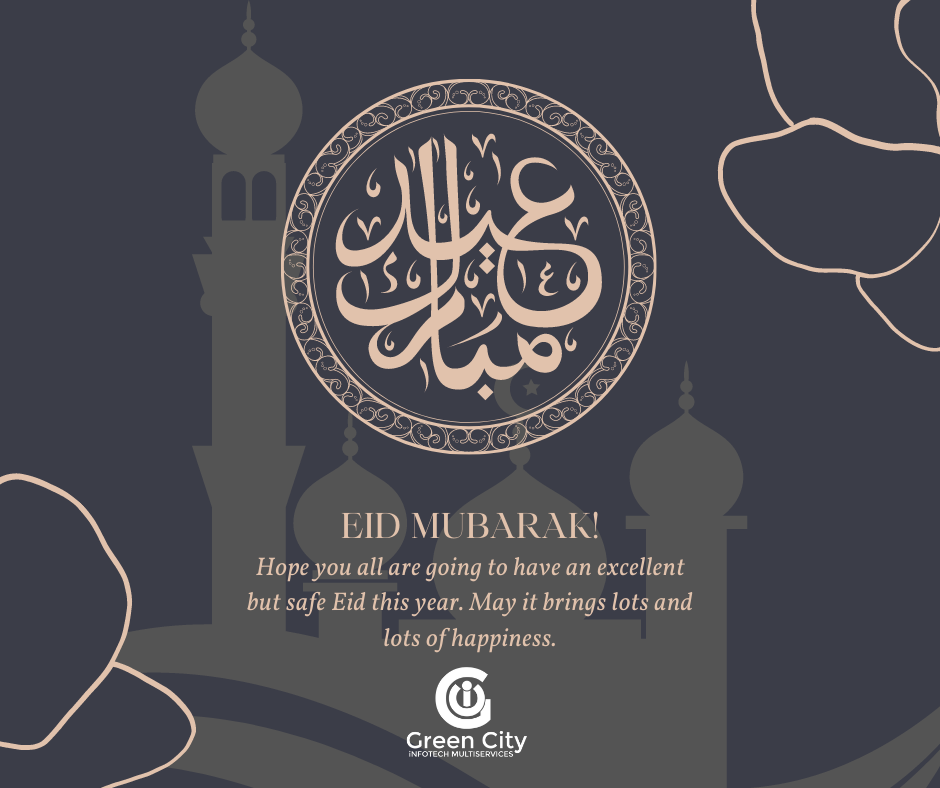 عيد
مبارك
EID MUBARAK!
Hope you all are going to have an excellent
but safe Eid this year. May it brings lots and
lots of happiness.
Green City
iNFOTECH MULTISERVICES